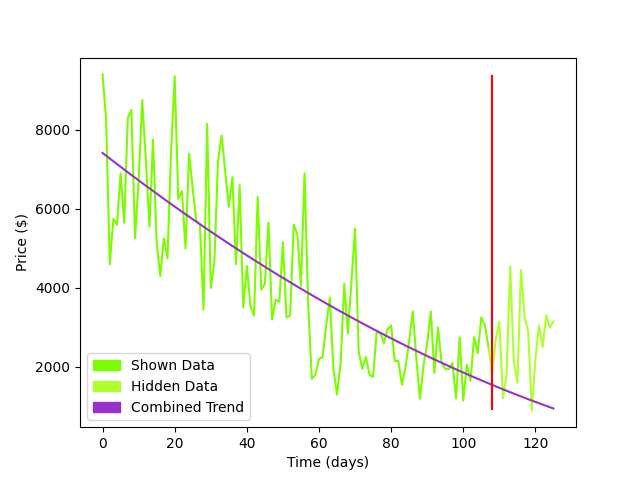 8000
6000
4000
2000
Price ($)
Shown Data
Hidden Data
Combined Trend
0 20 40 60 80 100 120
Time (days)